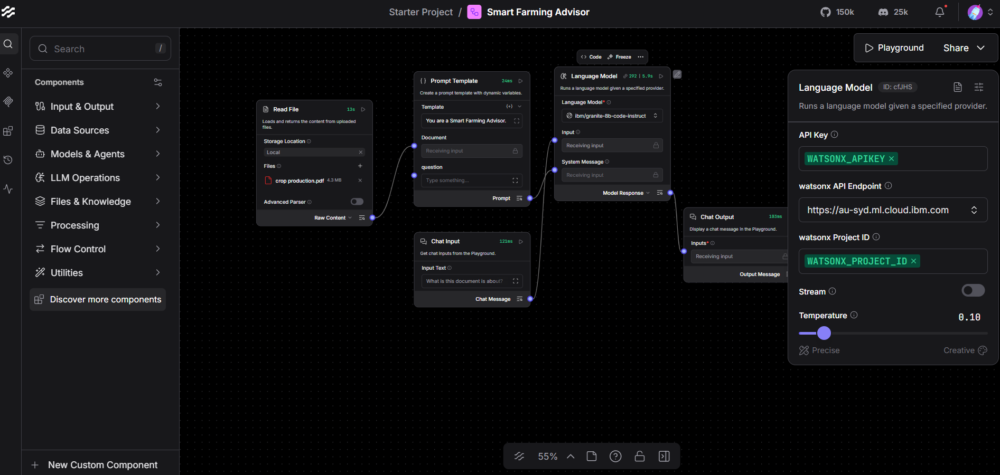 Starter Project / Smart Farming Advisor
150k
25k
Search /
Components
Input & Output
Data Sources
Models & Agents
LLM Operations
Files & Knowledge
Processing
Flow Control
Utilities
Discover more components
New Custom Component
Read File 13s
Loads and returns the content from uploaded
files.
Storage Location
Local
Files
crop production.pdf 4.3 MB
Advanced Parser
Raw Content
Prompt Template 24ms
Create a prompt template with dynamic variables.
Template
You are a Smart Farming Advisor.
Document
Receiving input
question
Type something...
Prompt
Chat Input 121ms
Get chat inputs from the Playground.
Input Text
What is this document is about?
Chat Message
Code Freeze
Language Model 292 | 5.9s
Runs a language model given a specified provider.
Language Model*
ibm/granite-8b-code-instruct
Input
Receiving input
System Message
Receiving input
Model Response
Chat Output 103ms
Display a chat message in the Playground.
Inputs*
Receiving input
Output Message
Playground Share
Language Model ID: cfJHS
Runs a language model given a specified provider.
API Key
WATSONX_APIKEY
watsonx API Endpoint
https://au-syd.ml.cloud.ibm.com
watsonx Project ID
WATSONX_PROJECT_ID
Stream
Temperature 0.10
Precise Creative
55%